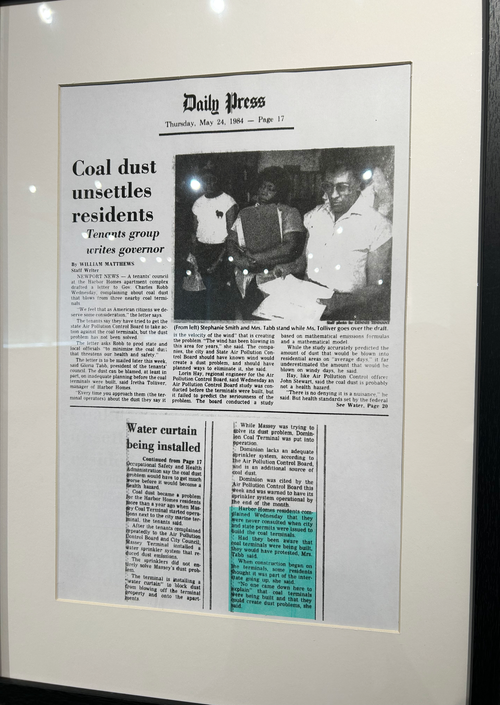 Daily Press
Thursday, May 24, 1984 — Page 17
Coal dust
unsettles
residents
Tenants group
writes governor
By WILLIAM MATTHEWS
Staff Writer
NEWPORT NEWS — A tenants' council
at the Harbor Homes apartment complex
drafted a letter to Gov. Charles Robb
Wednesday, complaining about coal dust
that blows from three nearby coal termi-
nals.
"We feel that as American citizens we de-
serve some consideration," the letter says.
The tenants say they have tried to get the
state Air Pollution Control Board to take ac-
tion against the coal terminals, but the dust
problem has not been solved.
The letter asks Robb to prod state and
local officials "to minimize the coal dust
that threatens our health and safety."
The letter is to be mailed later this week,
said Gloria Tabb, president of the tenants'
council. The dust can be blamed, at least in
part, on inadequate planning before the coal
terminals were built, said Iretha Tolliver,
manager of Harbor Homes.
"Every time you approach them (the ter-
minal operators) about the dust they say it
(From left) Stephanie Smith and Mrs. Tabb stand while Ms. Tolliver goes over the draft.
is the velocity of the wind" that is creating
the problem. "The wind has been blowing in
this area for years," she said. The compa-
nies, the city and State Air Pollution Con-
trol Board should have known wind would
create a dust problem, and should have
planned ways to eliminate it, she said.
Loris Hay, regional engineer for the Air
Pollution Control Board, said Wednesday an
Air Pollution Control Board study was con-
ducted before the terminals were built, but
it failed to predict the seriousness of the
problem. The board conducted a study
based on mathematical emissions formulas
and a mathematical model.
While the study accurately predicted the
amount of dust that would be blown into
residential areas on "average days," it far
underestimated the amount that would be
blown on windy days, he said.
Hay, like Air Pollution Control officer
John Stewart, said the coal dust is probably
not a health hazard.
"There is no denying it is a nuisance," he
said. But health standards set by the federal
See Water, Page 20
Water curtain
being installed
Continued from Page 17
Occupational Safety and Health
Administration say the coal dust
problem would have to get much
worse before it would become a
health hazard.
Coal dust became a problem
for the Harbor Homes residents
more than a year ago when Mas-
sey Coal Terminal started opera-
tions next to the city marine ter-
minal, the tenants said.
After the tenants complained
repeatedly to the Air Pollution
Control Board and City Council,
Massey Terminal installed a
water sprinkler system that re-
duced dust emissions.
The sprinklers did not en-
tirely solve Massey's dust prob-
lem.
The terminal is installing a
"water curtain" to block dust
from blowing off the terminal
property and onto the apart-
ments.
While Massey was trying to
solve its dust problem, Domin-
ion Coal Terminal was put into
operation.
Dominion lacks an adequate
sprinkler system, according to
the Air Pollution Control Board,
and is an additional source of
coal dust.
Dominion was cited by the
Air Pollution Control Board this
week and was warned to have its
sprinkler system operational by
the end of the month.
Harbor Homes residents com-
plained Wednesday that they
were never consulted when city
and state permits were issued to
build the coal terminals.
Had they been aware that
coal terminals were being built,
they would have protested, Mrs.
Tabb said.
When construction began on
the terminals, some residents
thought it was part of the inter-
state going up, she said.
"No one came down here to
explain" that coal terminals
were being built and that they
could create dust problems, she
said.